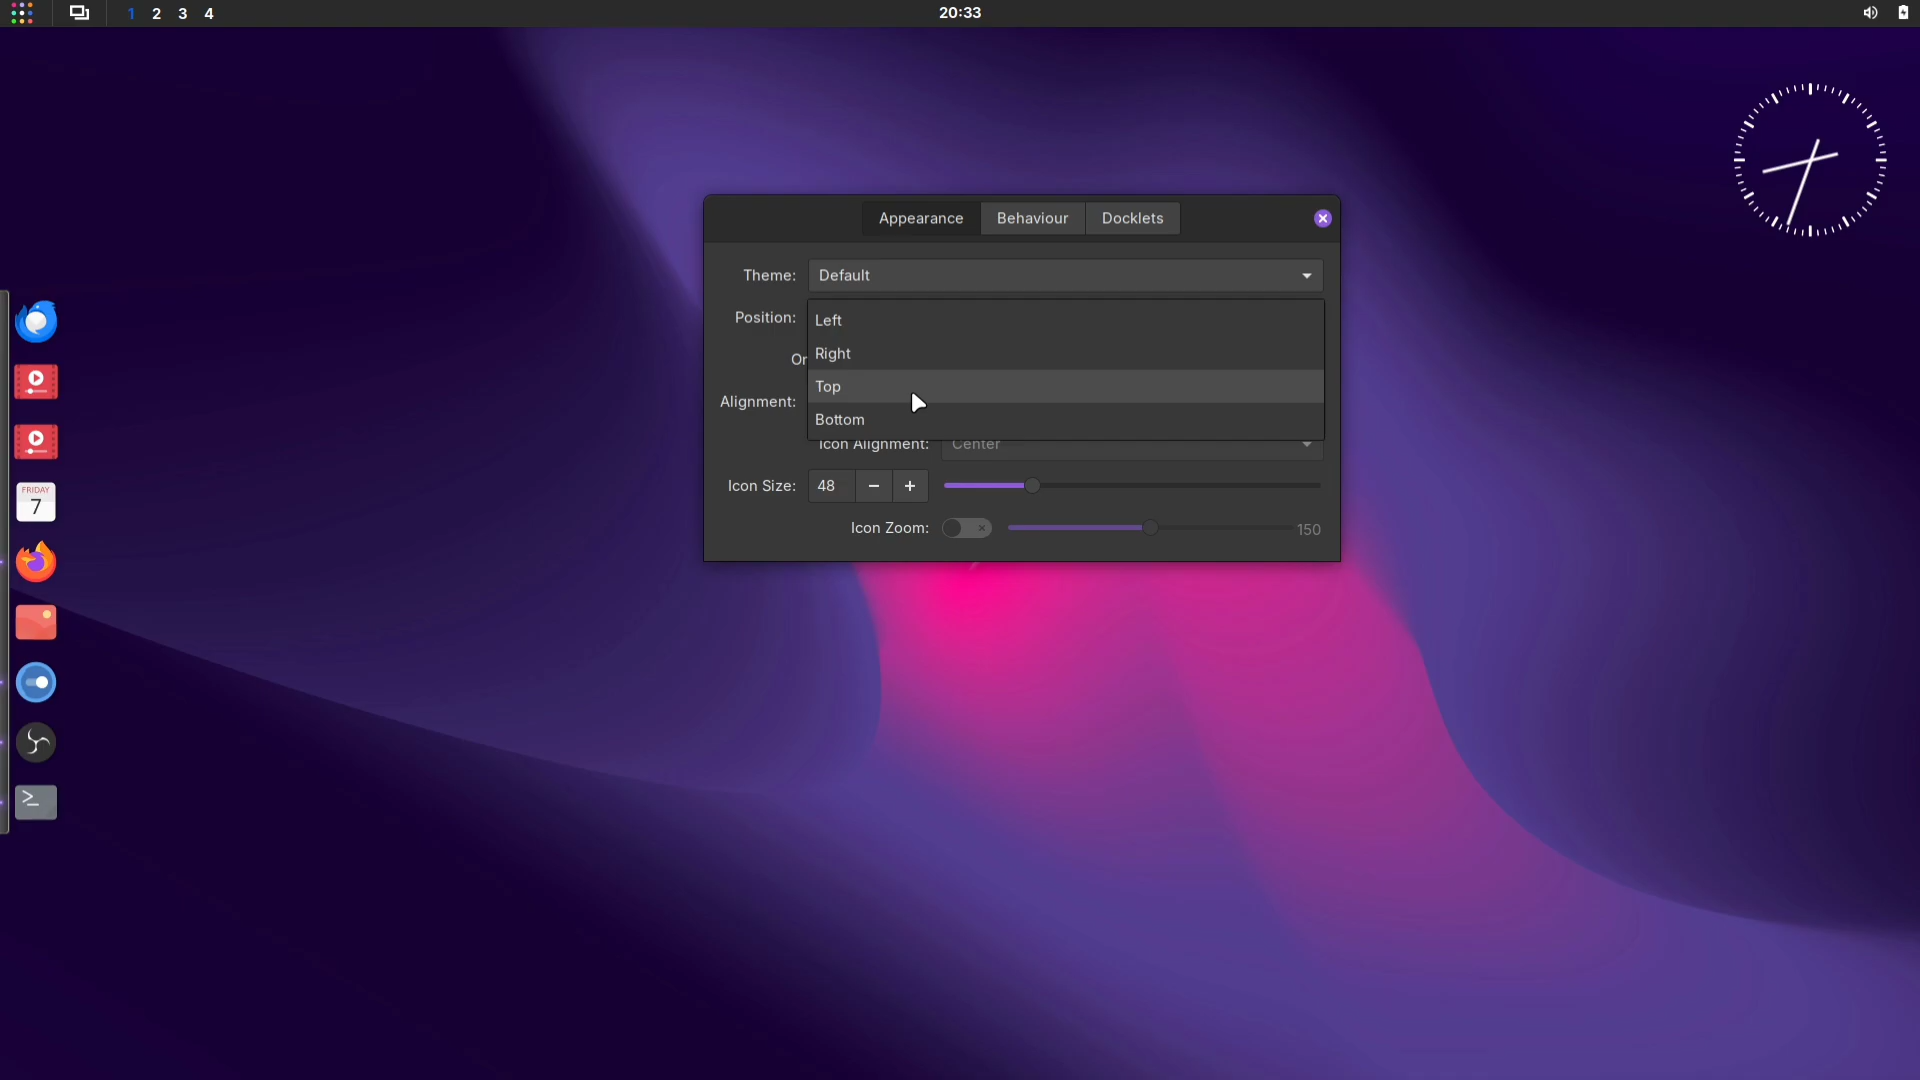 1 2 3 4 20:33
Appearance Behaviour Docklets
Theme: Default
Position:
Left
Right
Or
Top
Alignment:
Bottom
Icon Alignment: Center
Icon Size: 48 − +
Icon Zoom: 150
FRIDAY
7
>_